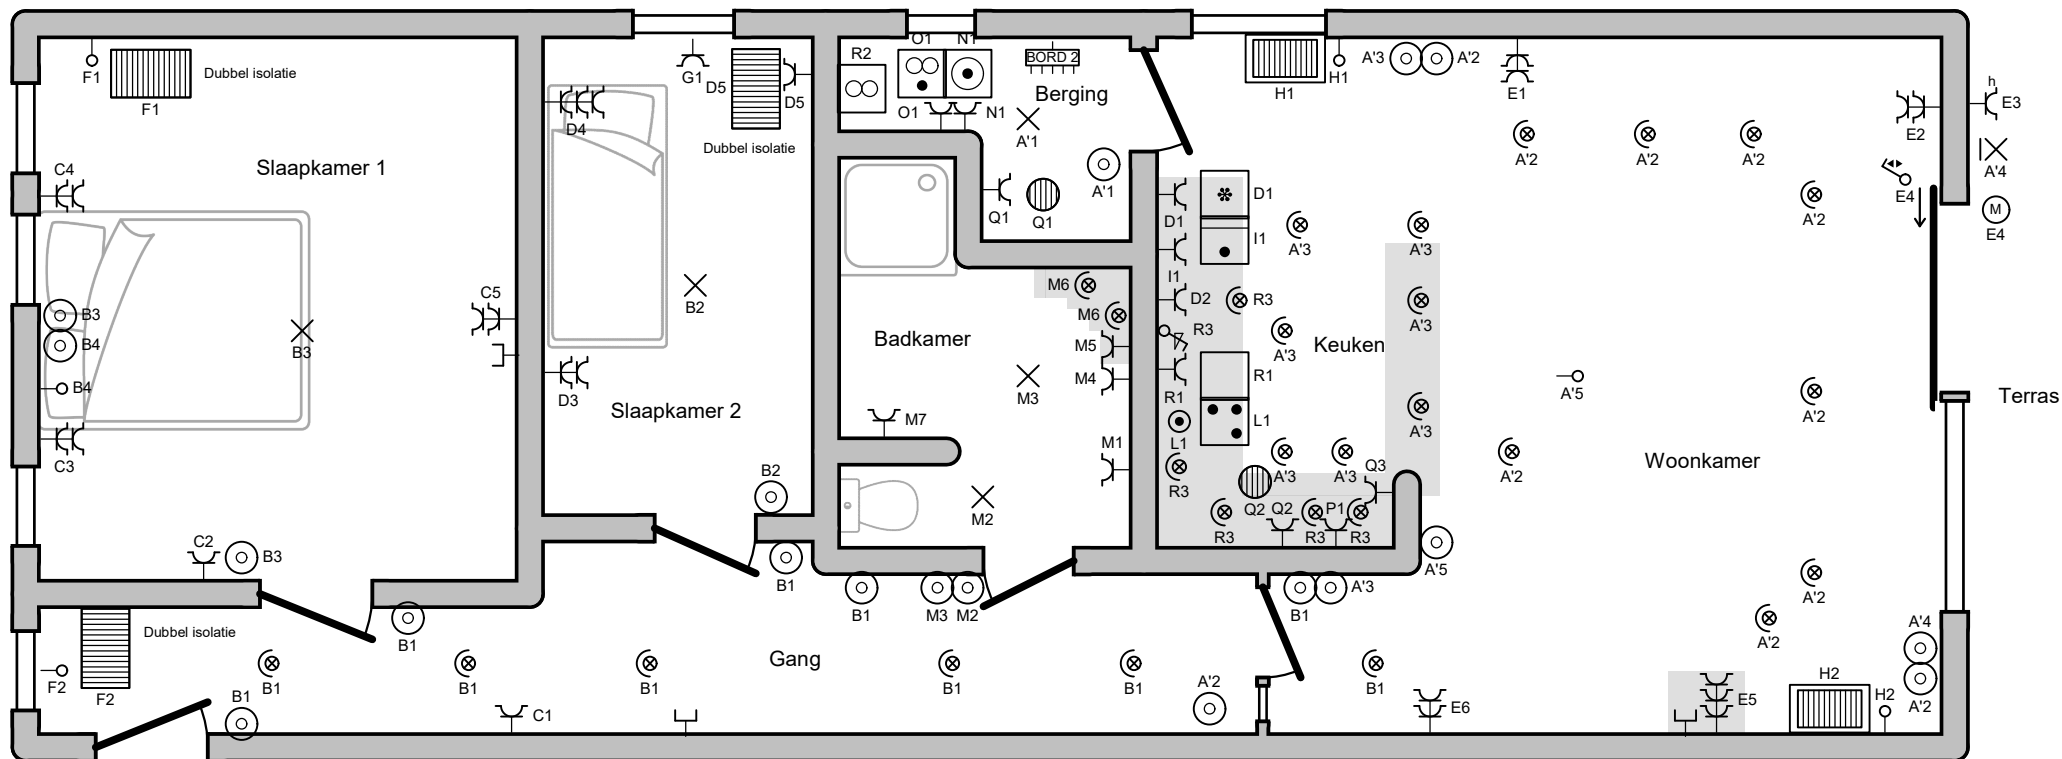 F1
F1
Dubbel isolatie
Slaapkamer 1
C4
B3
B4
B4
C3
B3
C5
C2
B3
G1
D5
D5
Dubbel isolatie
D4
B2
D3
Slaapkamer 2
B2
R2
O1
N1
O1
N1
BORD 2
Berging
A'1
A'1
Q1
Q1
M6
M6
M5
M4
Badkamer
M3
M7
M1
M2
H1
H1
A'3
A'2
E1
E2
h
E3
A'4
E4
M
E4
A'2
A'2
A'2
A'2
D1
D1
I1
I1
D2
R3
R3
A'3
A'3
A'3
A'3
Keuken
R1
R1
L1
L1
A'3
R3
A'3
A'3
Q3
Q2
Q2
P1
R3
R3
R3
A'5
A'5
A'2
A'2
Terras
Woonkamer
A'2
A'2
A'4
A'2
F2
F2
Dubbel isolatie
B1
B1
B1
B1
B1
B1
B1
M3
M2
B1
A'3
Gang
B1
B1
C1
A'2
B1
E6
E5
H2
H2